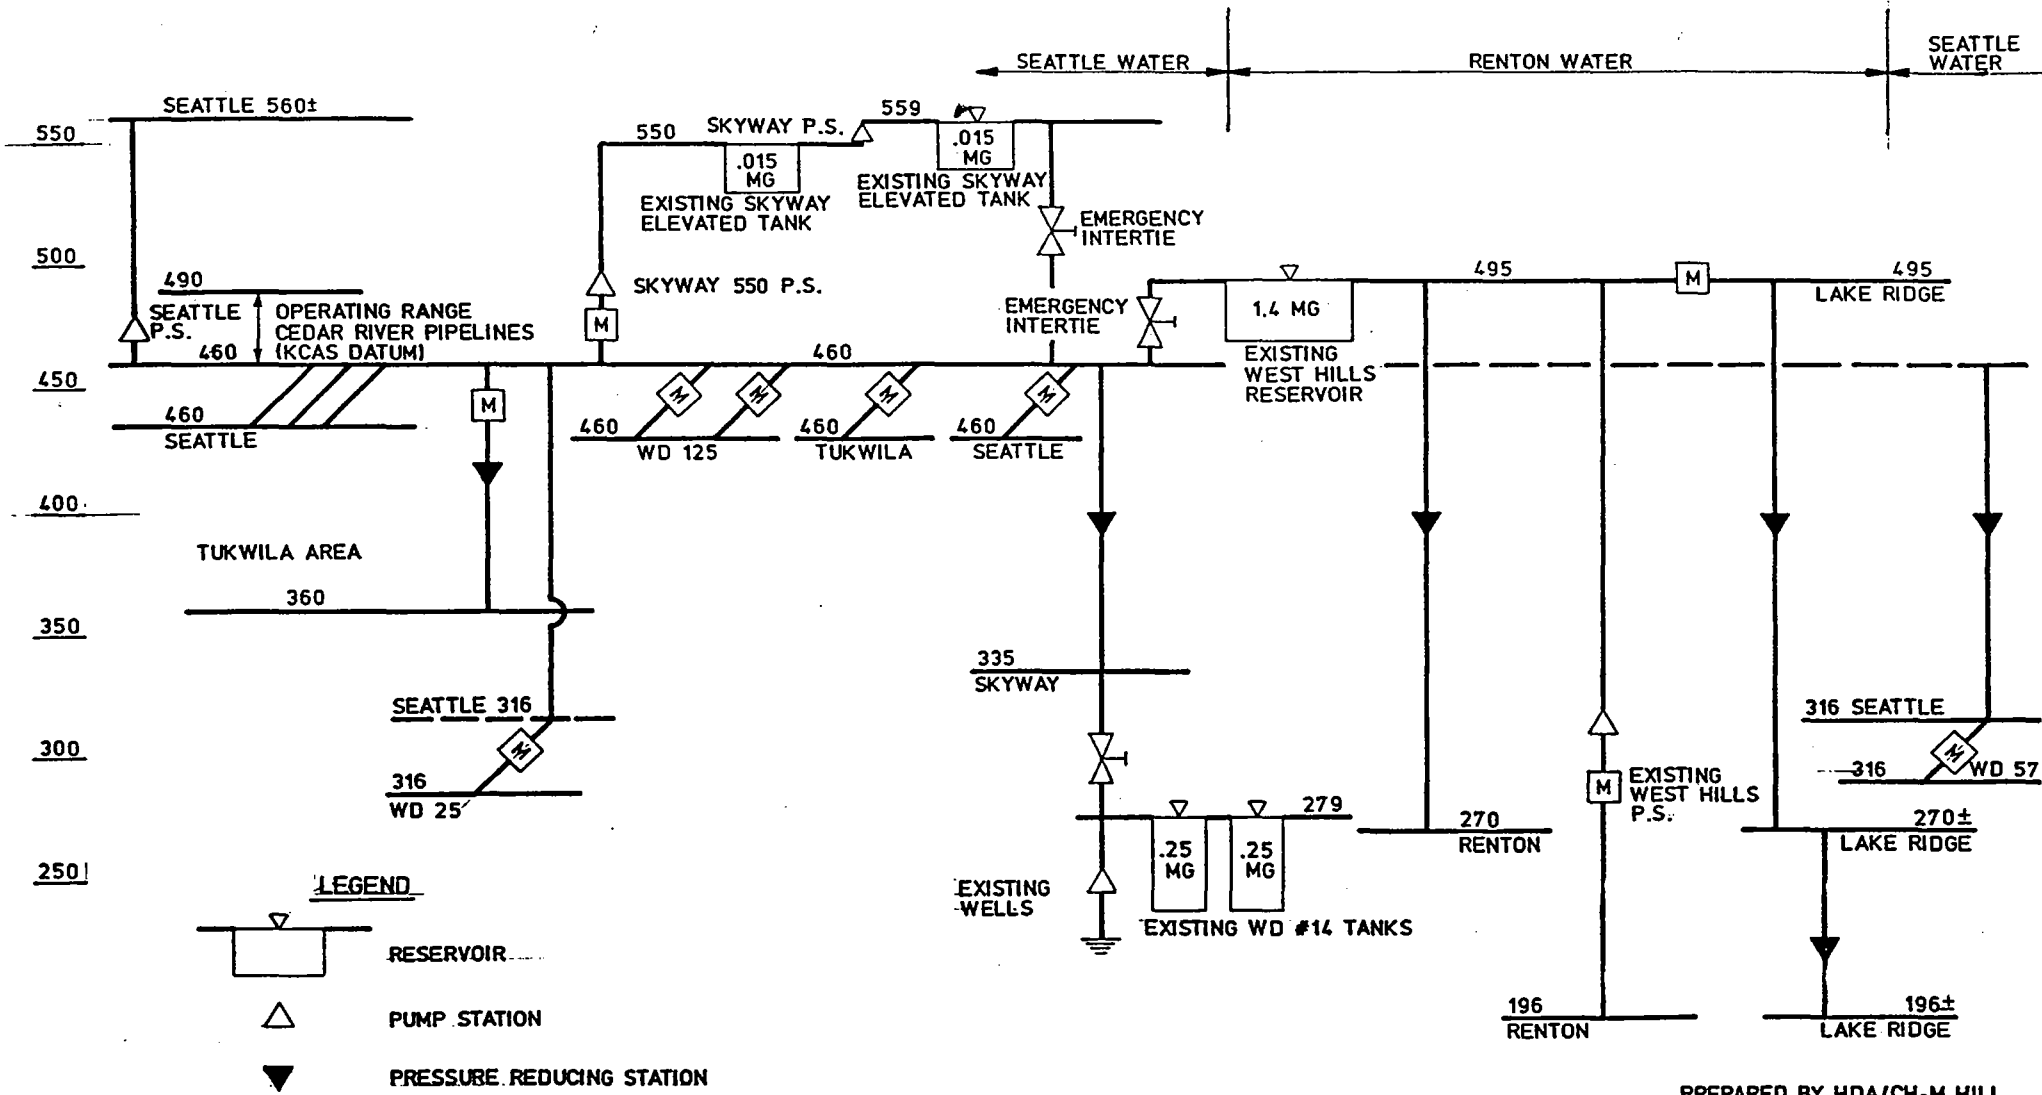 SEATTLE WATER
RENTON WATER
SEATTLE
WATER
SEATTLE 560±
550
550
SKYWAY P.S.
559
.015
MG
.015
MG
EXISTING SKYWAY
ELEVATED TANK
EXISTING SKYWAY
ELEVATED TANK
EMERGENCY
INTERTIE
500
490
SEATTLE
P.S.
OPERATING RANGE
CEDAR RIVER PIPELINES
(KCAS DATUM)
M
SKYWAY 550 P.S.
EMERGENCY
INTERTIE
1.4 MG
495
M
495
LAKE RIDGE
460
460
EXISTING
WEST HILLS
RESERVOIR
450
M
M
M
M
M
460
SEATTLE
460
WD 125
460
TUKWILA
460
SEATTLE
400
TUKWILA AREA
360
350
335
SKYWAY
SEATTLE 316
M
316
WD 25
316 SEATTLE
M
316
WD 57
300
M
EXISTING
WEST HILLS
P.S.
279
.25
MG
.25
MG
270
RENTON
270±
LAKE RIDGE
250
EXISTING
WELLS
EXISTING WD #14 TANKS
196
RENTON
196±
LAKE RIDGE
LEGEND
RESERVOIR
PUMP STATION
PRESSURE REDUCING STATION
PREPARED BY HDA/CH2M HILL